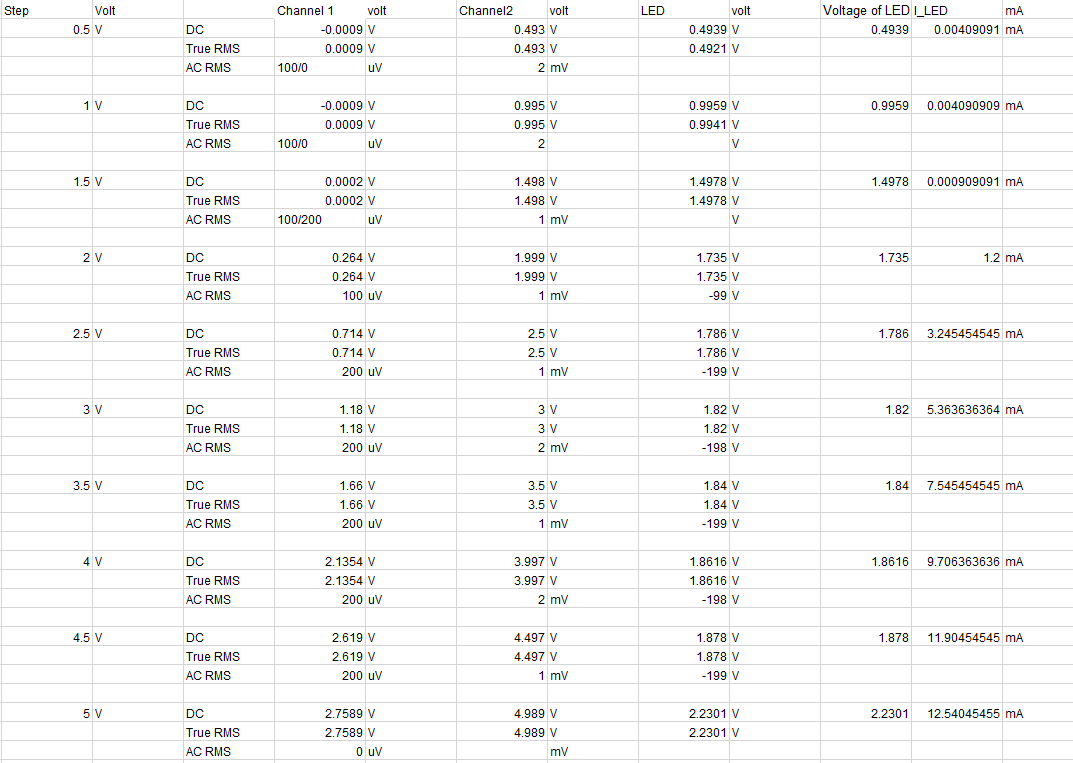 Step Volt Channel 1 volt Channel2 volt LED volt Voltage of LED I_LED mA
0.5 V DC -0.0009 V 0.493 V 0.4939 V 0.4939 0.00409091 mA
True RMS 0.0009 V 0.493 V 0.4921 V
AC RMS 100/0 uV 2 mV
1 V DC -0.0009 V 0.995 V 0.9959 V 0.9959 0.004090909 mA
True RMS 0.0009 V 0.995 V 0.9941 V
AC RMS 100/0 uV 2 V
1.5 V DC 0.0002 V 1.498 V 1.4978 V 1.4978 0.000909091 mA
True RMS 0.0002 V 1.498 V 1.4978 V
AC RMS 100/200 uV 1 mV V
2 V DC 0.264 V 1.999 V 1.735 V 1.735 1.2 mA
True RMS 0.264 V 1.999 V 1.735 V
AC RMS 100 uV 1 mV -99 V
2.5 V DC 0.714 V 2.5 V 1.786 V 1.786 3.245454545 mA
True RMS 0.714 V 2.5 V 1.786 V
AC RMS 200 uV 1 mV -199 V
3 V DC 1.18 V 3 V 1.82 V 1.82 5.363636364 mA
True RMS 1.18 V 3 V 1.82 V
AC RMS 200 uV 2 mV -198 V
3.5 V DC 1.66 V 3.5 V 1.84 V 1.84 7.545454545 mA
True RMS 1.66 V 3.5 V 1.84 V
AC RMS 200 uV 1 mV -199 V
4 V DC 2.1354 V 3.997 V 1.8616 V 1.8616 9.706363636 mA
True RMS 2.1354 V 3.997 V 1.8616 V
AC RMS 200 uV 2 mV -198 V
4.5 V DC 2.619 V 4.497 V 1.878 V 1.878 11.90454545 mA
True RMS 2.619 V 4.497 V 1.878 V
AC RMS 200 uV 1 mV -199 V
5 V DC 2.7589 V 4.989 V 2.2301 V 2.2301 12.54045455 mA
True RMS 2.7589 V 4.989 V 2.2301 V
AC RMS 0 uV mV